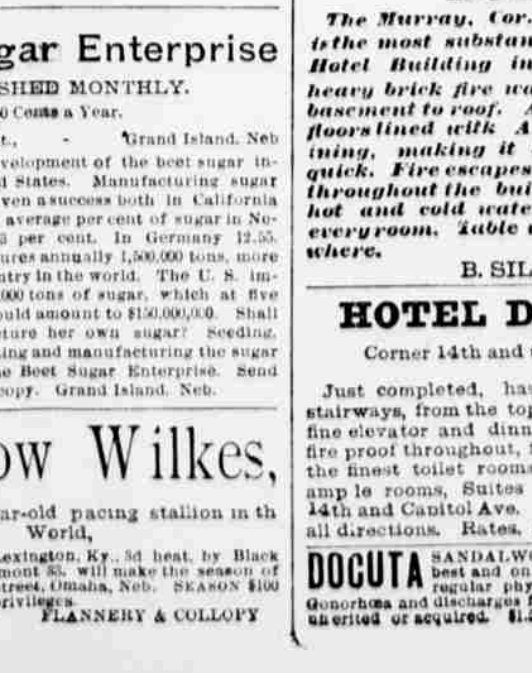 gar Enterprise
SHED MONTHLY.
0 Cents a Year.
t., - Grand Island, Neb
velopment of the beet sugar in-
d States. Manufacturing sugar
ven a success both in California
average per cent of sugar in Ne-
3 per cent. In Germany 12.55.
ures annually 1,500,000 tons, more
ntry in the world. The U. S. im-
,000 tons of sugar, which at five
ould amount to $150,000,000. Shall
cture her own sugar? Seeding,
ting and manufacturing the sugar
he Beet Sugar Enterprise. Send
copy. Grand Island, Neb.
ow Wilkes,
ar-old pacing stallion in th
World,
Lexington, Ky., 3d heat, by Black
mont 33, will make the season of
treet, Omaha, Neb. SEASON $100
rivileges.
FLANNERY & COLLOPY
The Murray, Cor.
is the most substan
Hotel Building in
heavy brick fire wa
basement to roof. A
floors lined with A
ining, making it
quick. Fire escapes
throughout the bui
hot and cold wate
every room. Table
where.
B. SIL
HOTEL D
Corner 14th and
Just completed, has
stairways, from the top
fine elevator and dinn
fire proof throughout, f
the finest toilet rooms
amp le rooms, Suites
14th and Capitol Ave.
all directions. Rates,
DOCUTA SANDALWO
best and on
regular phy
Gonorhœa and discharges f
nherited or acquired. $1.5